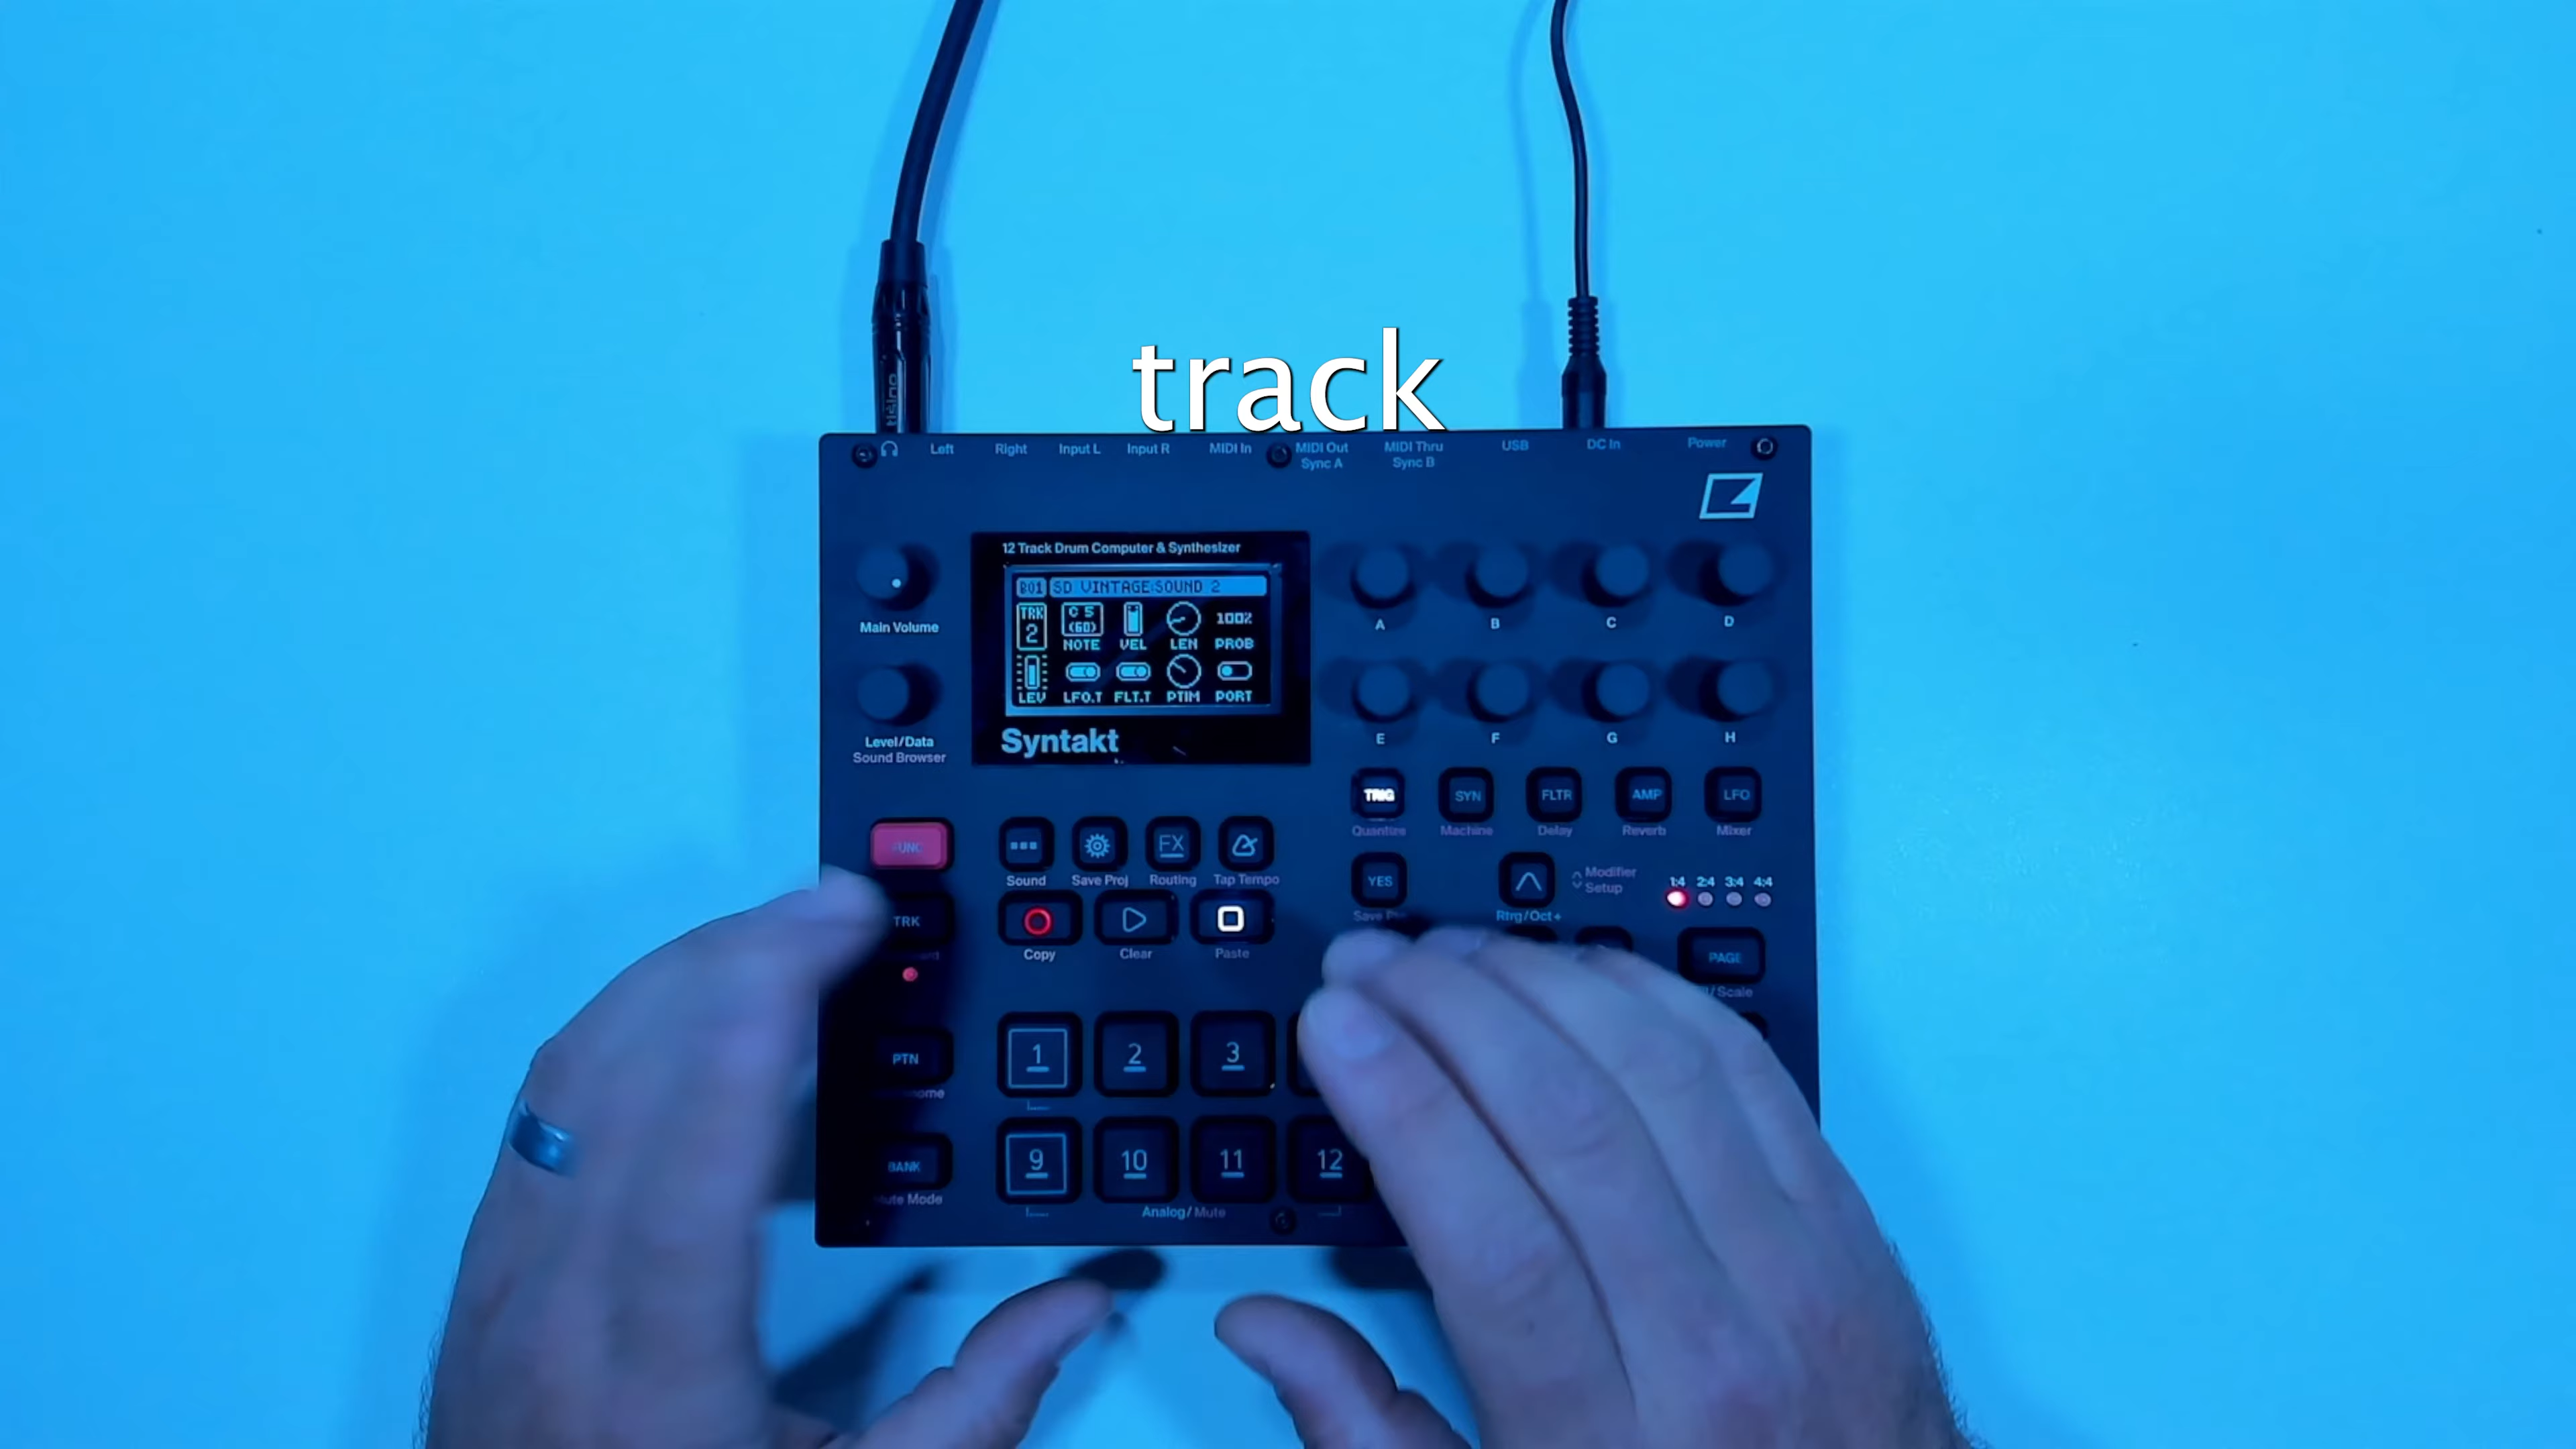 track
Left Right Input L Input R MIDI In MIDI Out MIDI Thru USB DC In Power
Sync A Sync B
12 Track Drum Computer & Synthesizer
B01 SD VINTAGE:SOUND 2
TRK 2 C 5 (60) 100%
NOTE VEL LEN PROB
LEV LFO.T FLT.T PTIM PORT
Syntakt
Main Volume
A B C D
Level/Data
Sound Browser
E F G H
TRIG SYN FLTR AMP LFO
Quantize Machine Delay Reverb Mixer
FUNC FX
Sound Save Proj Routing Tap Tempo
YES
Modifier
Setup
1:4 2:4 3:4 4:4
Rtrg/Oct+
TRK
Copy Clear Paste
PAGE
/Scale
PTN 1 2 3
BANK 9 10 11 12
Mode
Analog/Mute